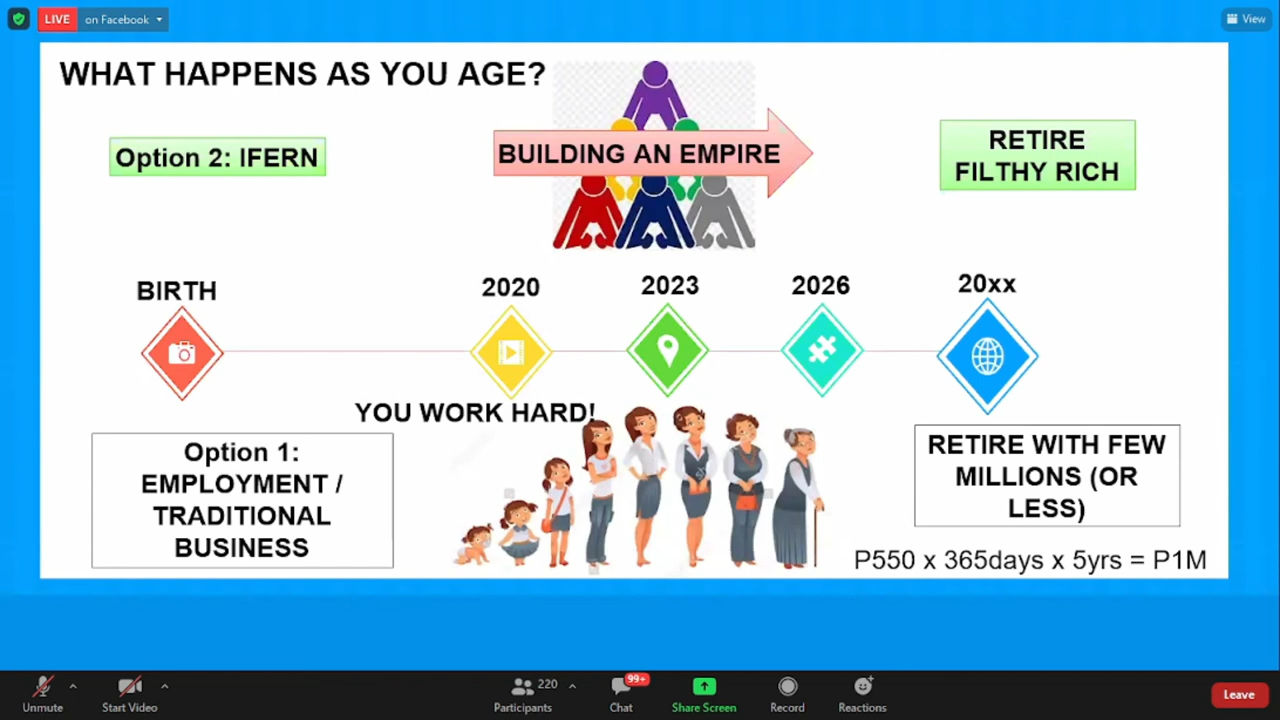 LIVE on Facebook
View
WHAT HAPPENS AS YOU AGE?
Option 2: IFERN
BUILDING AN EMPIRE
RETIRE
FILTHY RICH
BIRTH
2020
2023
2026
20xx
YOU WORK HARD!
Option 1:
EMPLOYMENT /
TRADITIONAL
BUSINESS
RETIRE WITH FEW
MILLIONS (OR
LESS)
P550 x 365days x 5yrs = P1M
Unmute
Start Video
220
Participants
99+
Chat
Share Screen
Record
Reactions
Leave